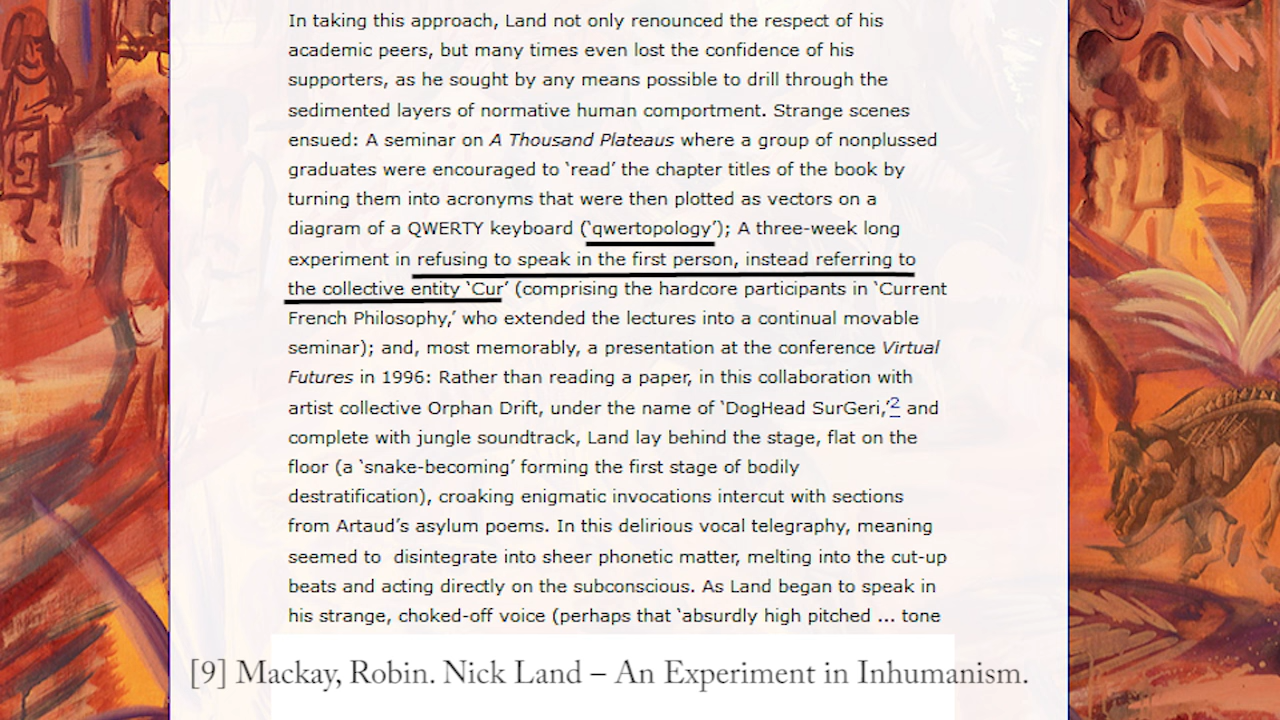 In taking this approach, Land not only renounced the respect of his
academic peers, but many times even lost the confidence of his
supporters, as he sought by any means possible to drill through the
sedimented layers of normative human comportment. Strange scenes
ensued: A seminar on A Thousand Plateaus where a group of nonplussed
graduates were encouraged to ‘read’ the chapter titles of the book by
turning them into acronyms that were then plotted as vectors on a
diagram of a QWERTY keyboard (‘qwertopology’); A three-week long
experiment in refusing to speak in the first person, instead referring to
the collective entity ‘Cur’ (comprising the hardcore participants in ‘Current
French Philosophy,’ who extended the lectures into a continual movable
seminar); and, most memorably, a presentation at the conference Virtual
Futures in 1996: Rather than reading a paper, in this collaboration with
artist collective Orphan Drift, under the name of ‘DogHead SurGeri,’2 and
complete with jungle soundtrack, Land lay behind the stage, flat on the
floor (a ‘snake-becoming’ forming the first stage of bodily
destratification), croaking enigmatic invocations intercut with sections
from Artaud’s asylum poems. In this delirious vocal telegraphy, meaning
seemed to disintegrate into sheer phonetic matter, melting into the cut-up
beats and acting directly on the subconscious. As Land began to speak in
his strange, choked-off voice (perhaps that ‘absurdly high pitched ... tone
[9] Mackay, Robin. Nick Land – An Experiment in Inhumanism.